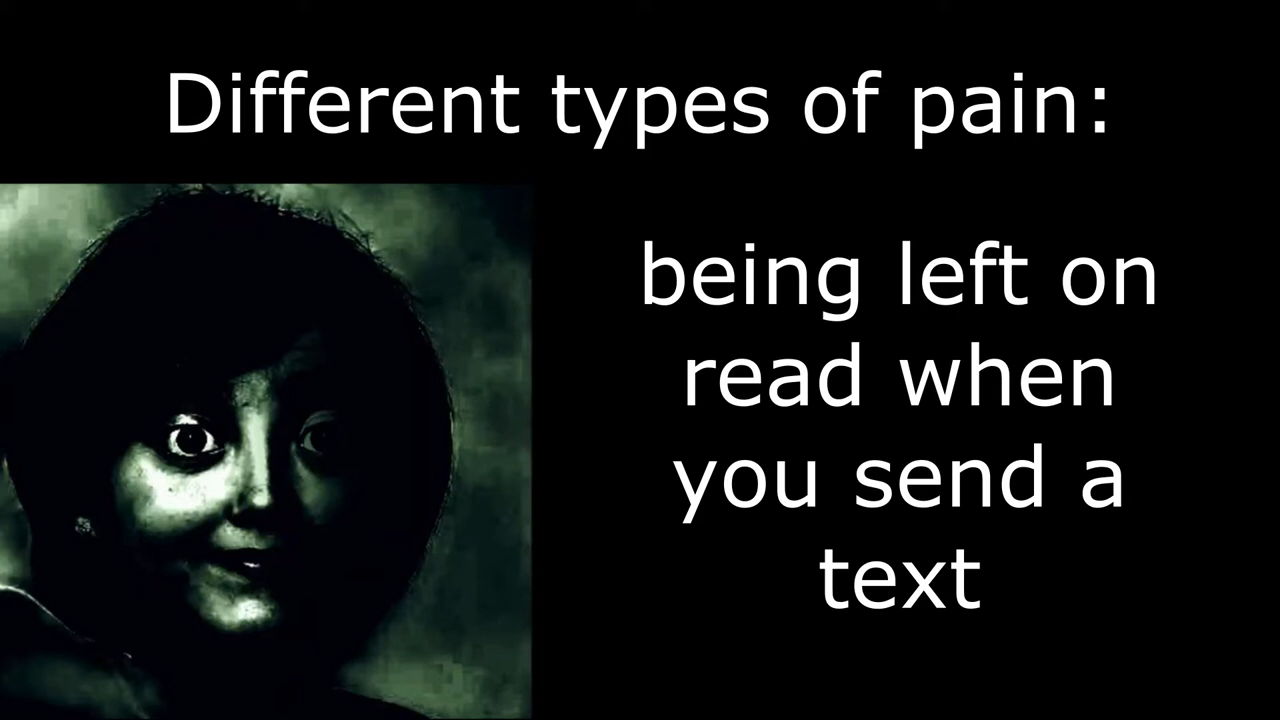 Different types of pain:
being left on
read when
you send a
text